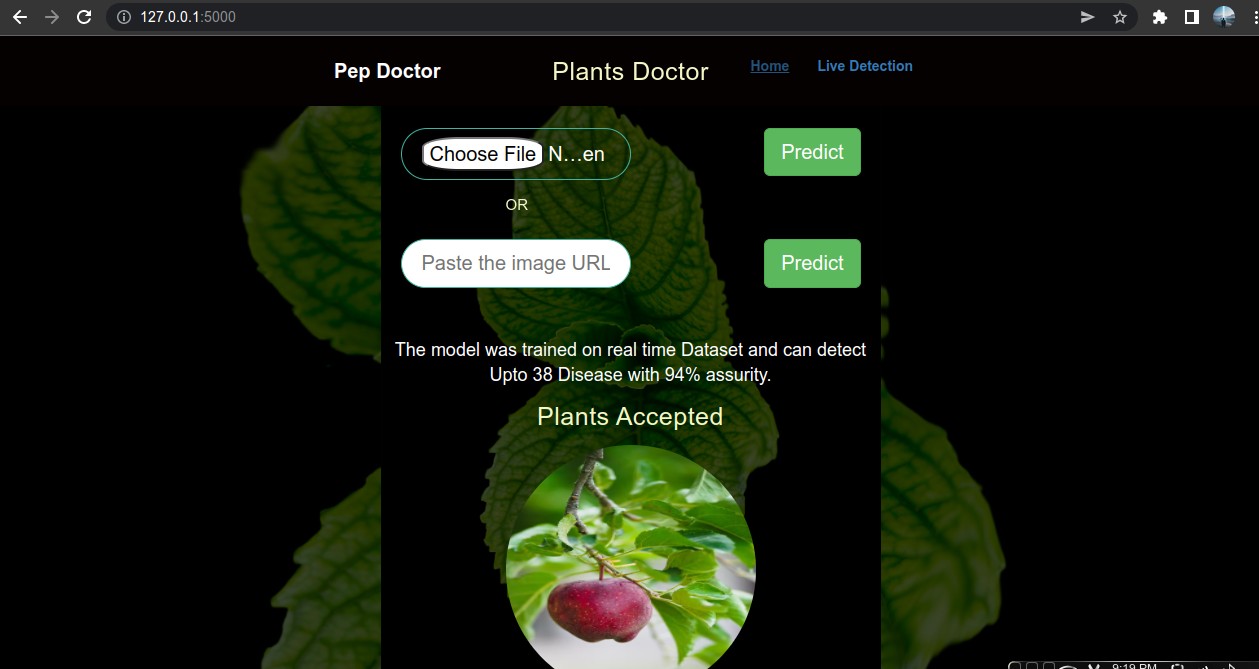 127.0.0.1:5000
Pep Doctor
Plants Doctor
Home
Live Detection
Choose File N...en
Predict
OR
Paste the image URL
Predict
The model was trained on real time Dataset and can detect
Upto 38 Disease with 94% assurity.
Plants Accepted
9:19 PM